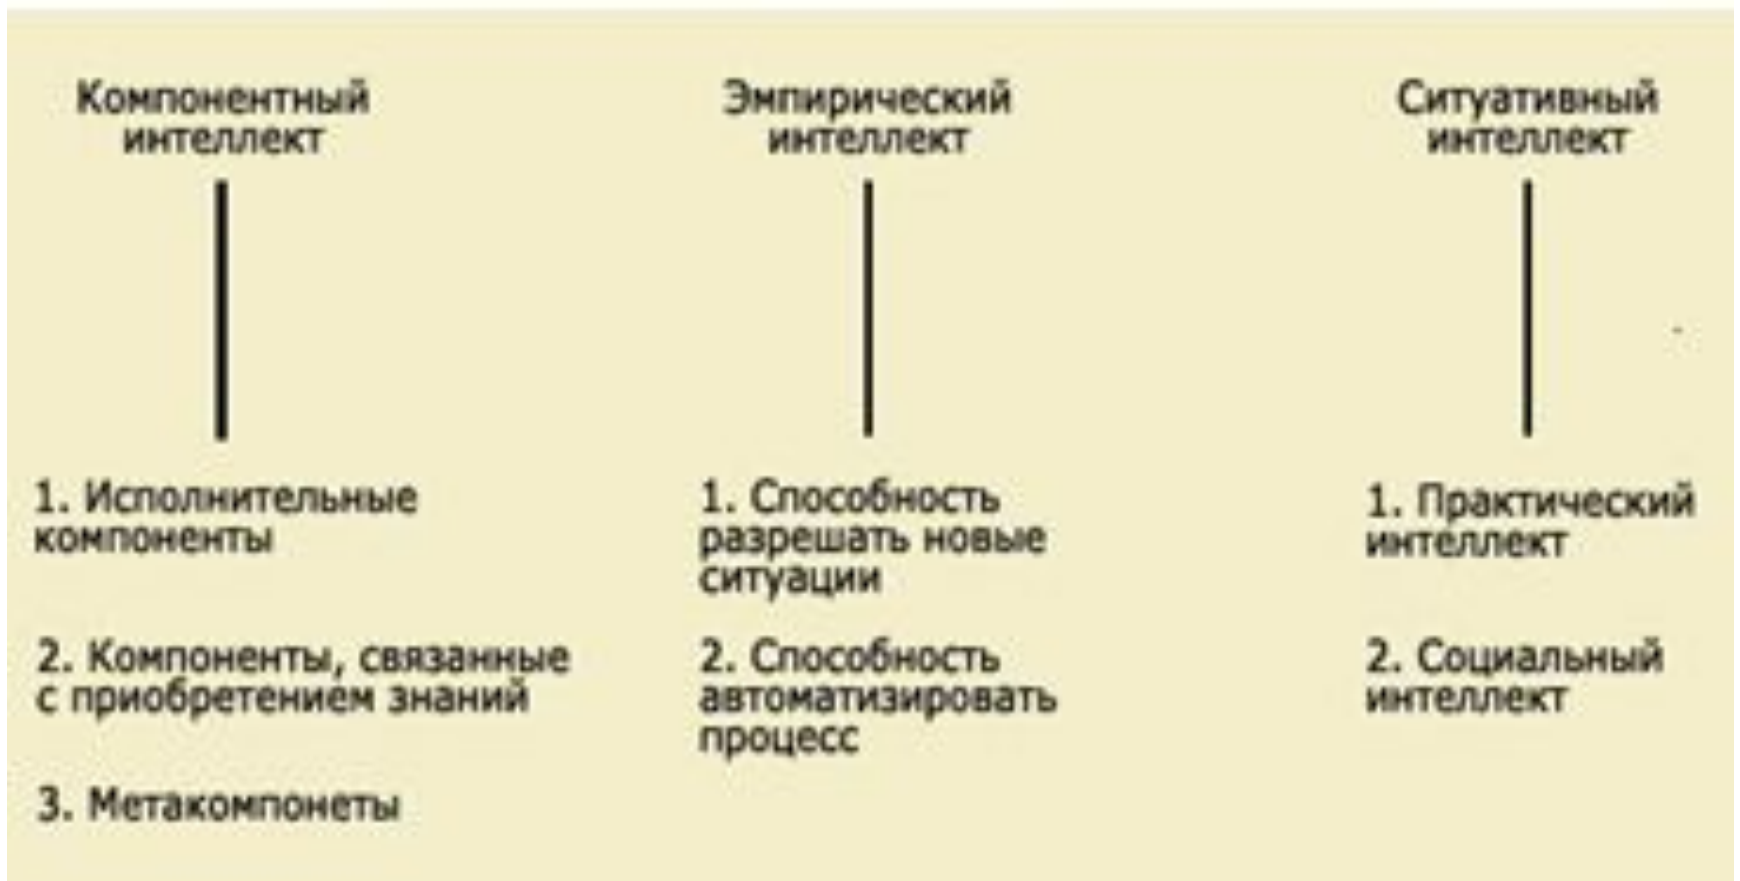 Компонентный
интеллект
Эмпирический
интеллект
Ситуативный
интеллект
1. Исполнительные
компоненты
2. Компоненты, связанные
с приобретением знаний
3. Метакомпонеты
1. Способность
разрешать новые
ситуации
2. Способность
автоматизировать
процесс
1. Практический
интеллект
2. Социальный
интеллект